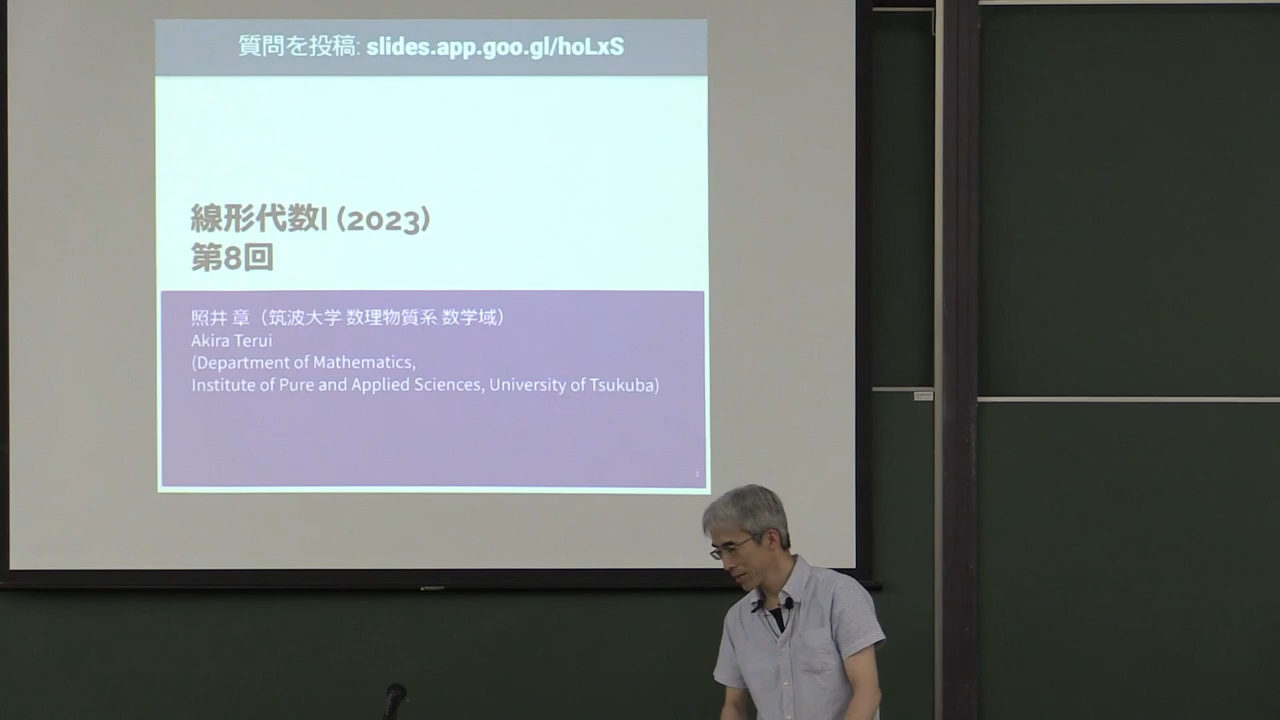 質問を投稿: slides.app.goo.gl/hoLxS
線形代数I (2023)
第8回
照井 章（筑波大学 数理物質系 数学域）
Akira Terui
(Department of Mathematics,
Institute of Pure and Applied Sciences, University of Tsukuba)